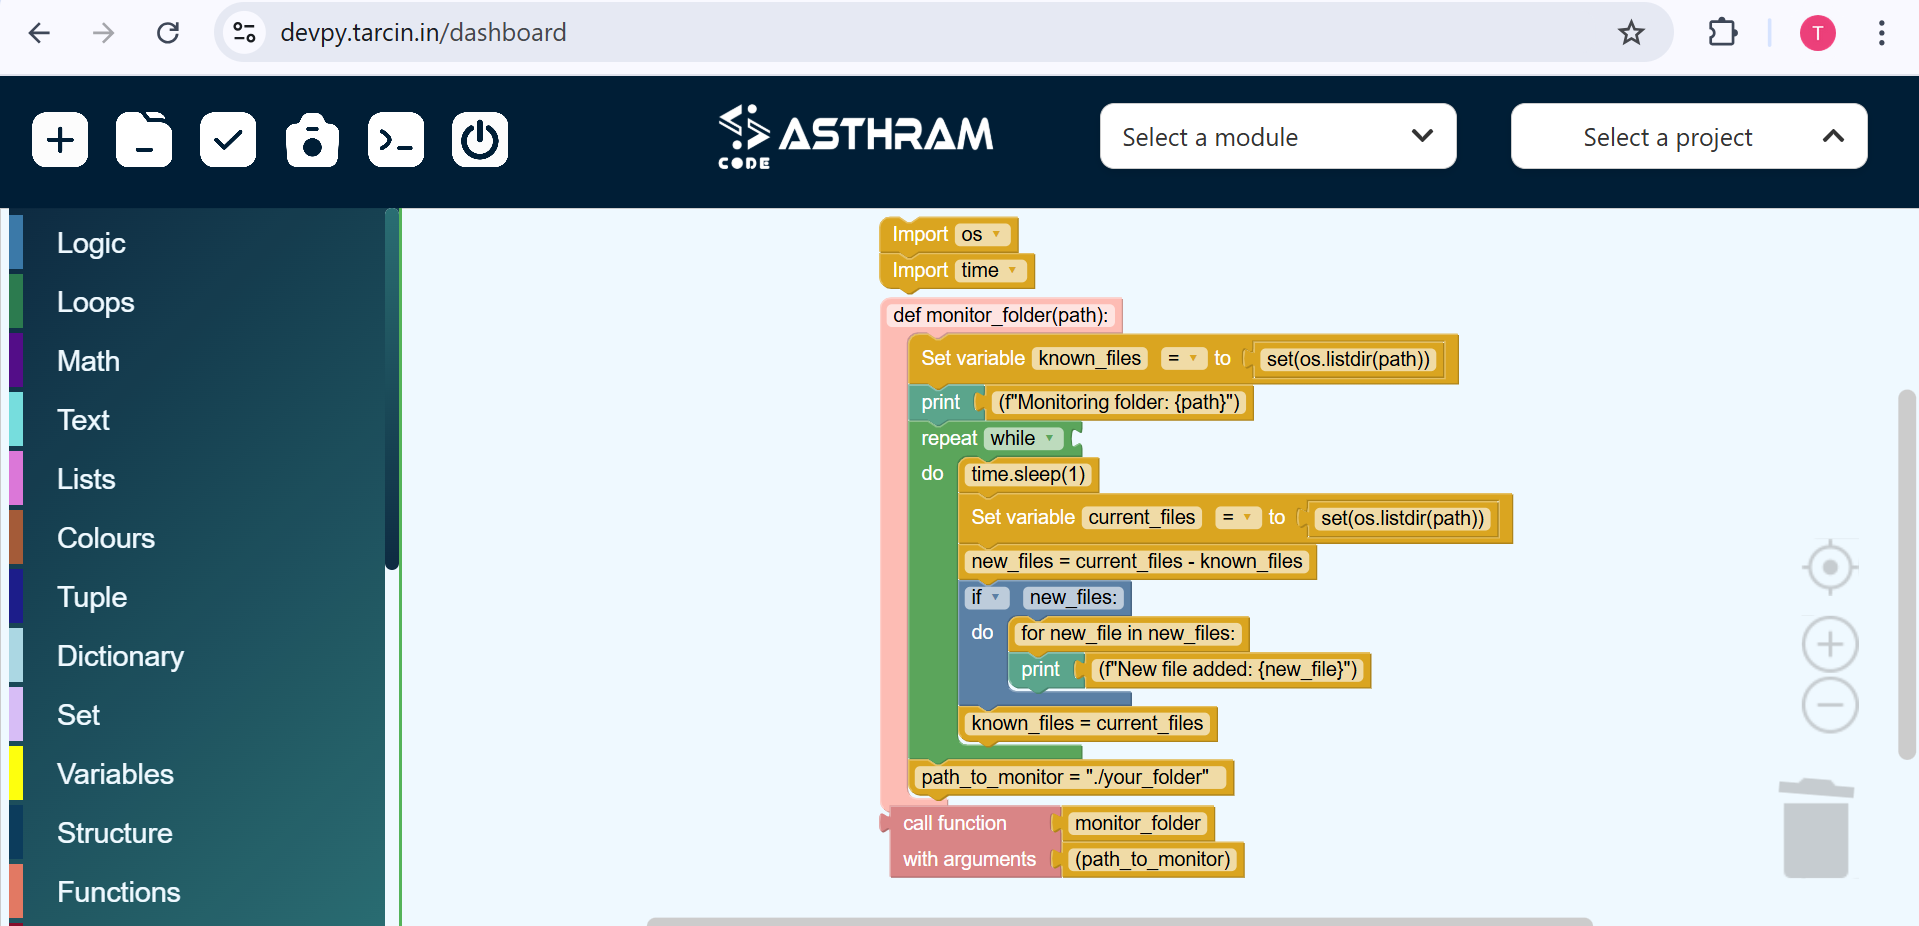 devpy.tarcin.in/dashboard
T
CODE ASTHRAM
Select a module
Select a project
Logic
Loops
Math
Text
Lists
Colours
Tuple
Dictionary
Set
Variables
Structure
Functions
Import os
Import time
def monitor_folder(path):
Set variable known_files = to set(os.listdir(path))
print (f"Monitoring folder: {path}")
repeat while
do time.sleep(1)
Set variable current_files = to set(os.listdir(path))
new_files = current_files - known_files
if new_files:
do for new_file in new_files:
print (f"New file added: {new_file}")
known_files = current_files
path_to_monitor = "./your_folder"
call function monitor_folder
with arguments (path_to_monitor)